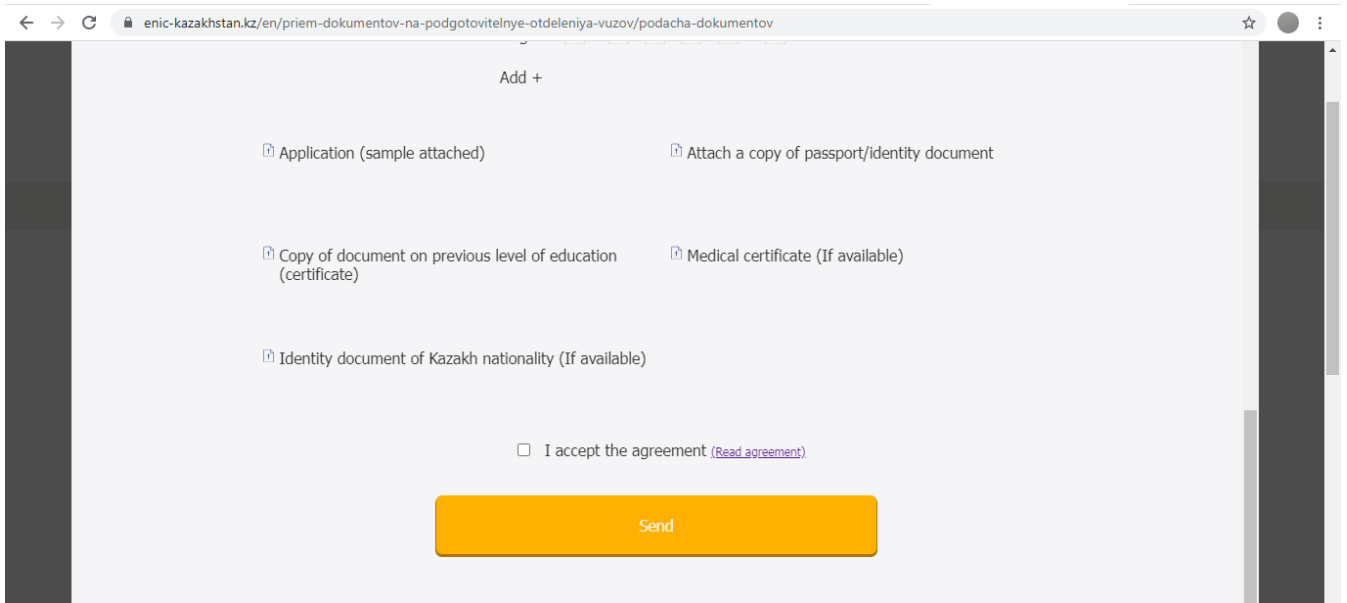 enic-kazakhstan.kz/en/priem-dokumentov-na-podgotovitelnye-otdeleniya-vuzov/podacha-dokumentov
Add +
Application (sample attached)
Attach a copy of passport/identity document
Copy of document on previous level of education
(certificate)
Medical certificate (If available)
Identity document of Kazakh nationality (If available)
I accept the agreement (Read agreement)
Send